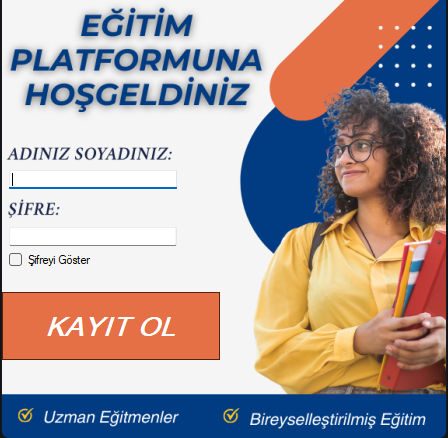 EĞİTİM
PLATFORMUNA
HOŞGELDİNİZ
ADINIZ SOYADINIZ:
ŞİFRE:
Şifreyi Göster
KAYIT OL
Uzman Eğitmenler
Bireyselleştirilmiş Eğitim